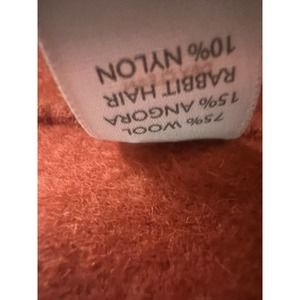 75% WOOL
15% ANGORA
RABBIT HAIR
10% NYLON